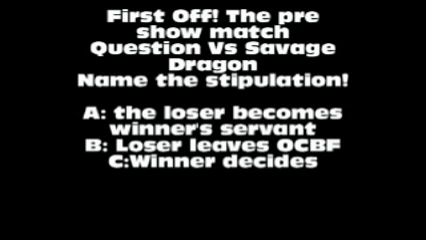 First Off! The pre
show match
Question Vs Savage
Dragon
Name the stipulation!
A: the loser becomes
winner's servant
B: Loser leaves OCBF
C:Winner decides